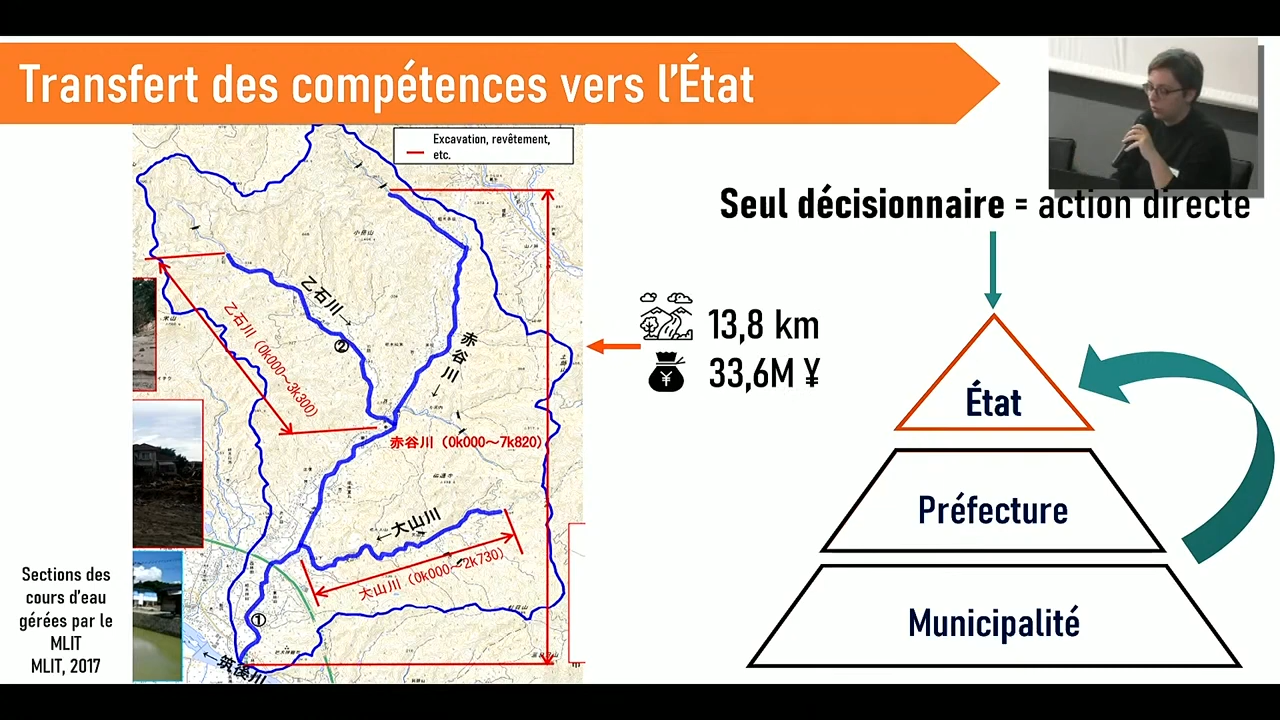 Transfert des compétences vers l'État
Excavation, revêtement,
etc.
Seul décisionnaire = action directe
乙石川→
乙石川（0k000～3k300）
②
赤谷川
赤谷川（0k000～7k820）
13,8 km
33,6M ¥
État
Préfecture
Municipalité
←大山川
大山川（0k000～2k730）
①
←筑後川
Sections des
cours d'eau
gérées par le
MLIT
MLIT, 2017